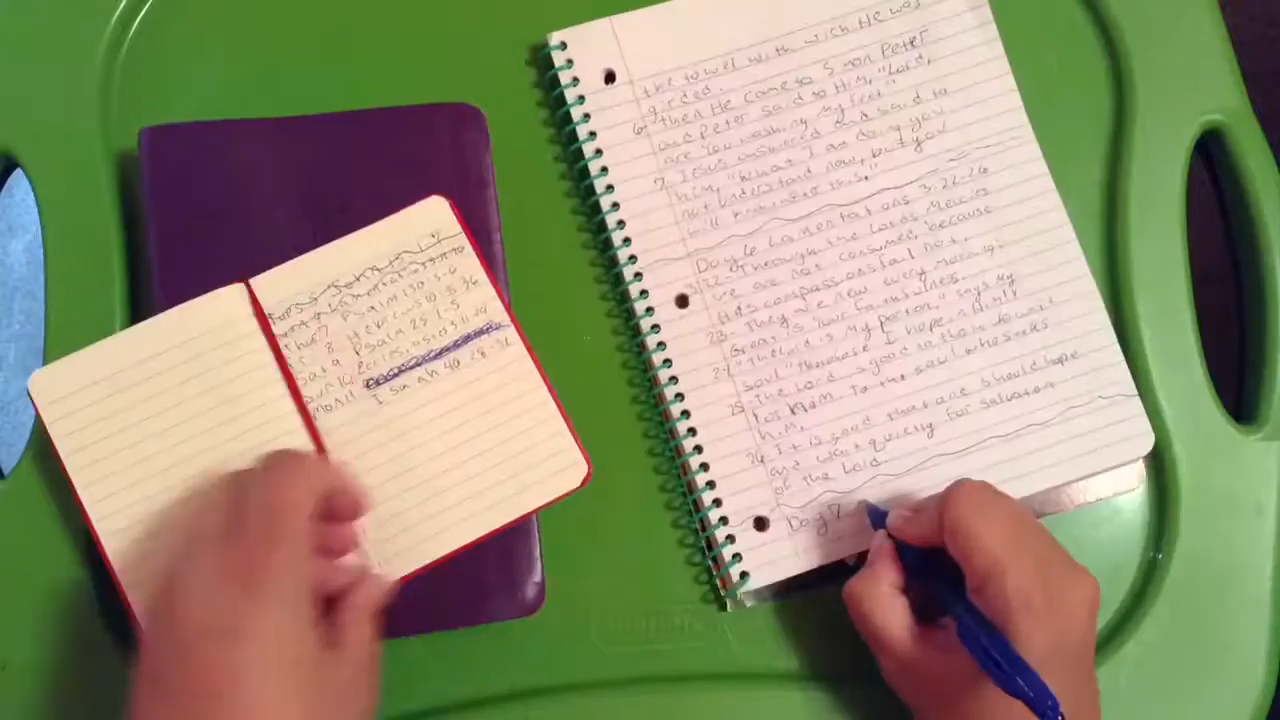 Psalm 130:5-6
Hebrews 10:
Psalm 25 1-5
Isaiah 40 28-31
the towel with wich He was
girded.
6. then He came to Simon Peter
and Peter said to Him, "Lord,
are You washing My Feet"
7. Jesus answered and said to
him, "What I am doing you
not understand now, but you
will know after this."
Day 6 Lamentations 3:22-26
3:22- Through the Lords Mercies
we are not consumed, because
His compassions fail not.
23. They are new every morning;
Great is Your Faithfulness.
24 "The Lord is My portion," says My
soul "Therefore I hope in Him!"
25. The Lord is good to those to wait
for Him. To the soul who seeks
Him.
26. It is good that one should hope
and wait quietly For salvation
of the Lord
Day 7